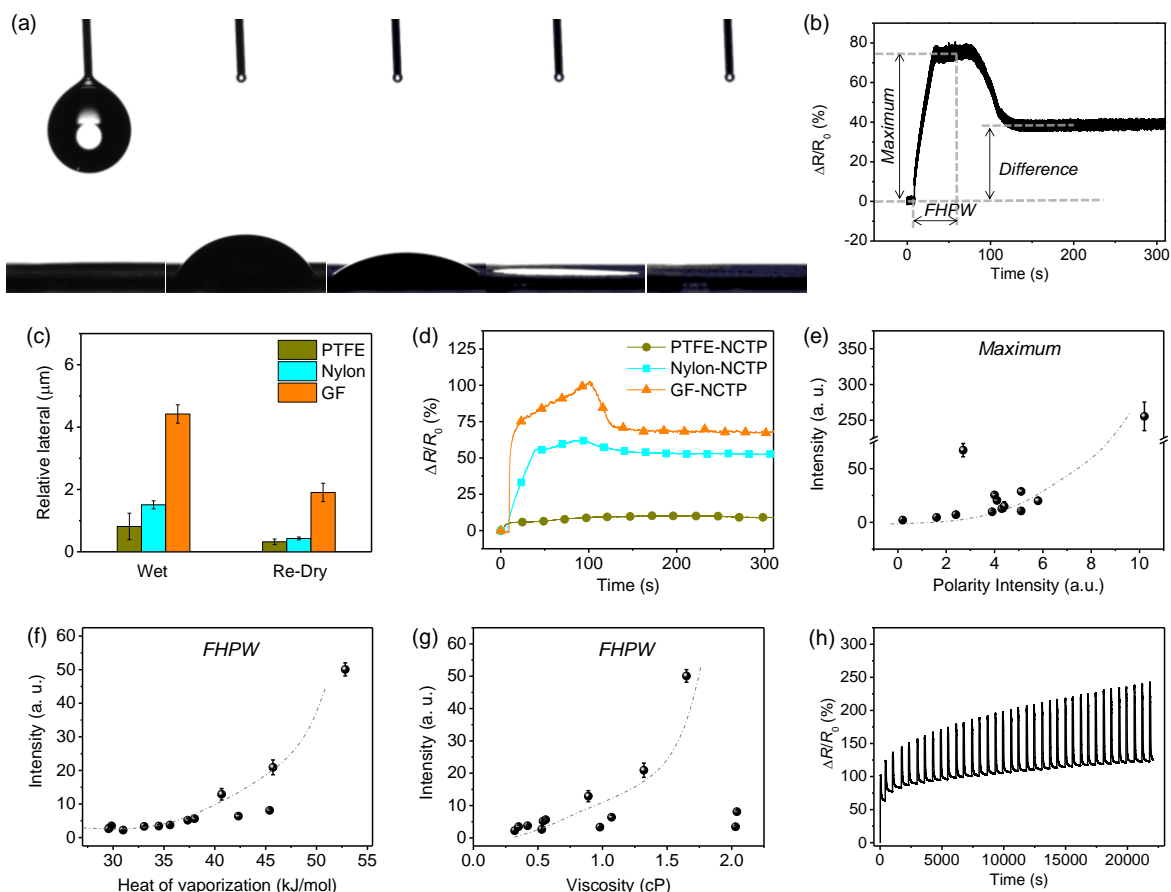 (a)
(b)
80
60
40
20
0
-20
ΔR/R0 (%)
Maximum
Difference
FHPW
0
100
200
300
Time (s)
(c)
6
4
2
0
Relative lateral (μm)
PTFE
Nylon
GF
Wet
Re-Dry
(d)
125
100
75
50
25
0
ΔR/R0 (%)
PTFE-NCTP
Nylon-NCTP
GF-NCTP
0
100
200
300
Time (s)
(e)
Maximum
350
300
250
50
0
Intensity (a. u.)
0
2
4
6
8
10
Polarity Intensity (a.u.)
(f)
FHPW
60
50
40
30
20
10
0
Intensity (a. u.)
30
35
40
45
50
55
Heat of vaporization (kJ/mol)
(g)
FHPW
60
50
40
30
20
10
0
Intensity (a. u.)
0.0
0.5
1.0
1.5
2.0
Viscosity (cP)
(h)
300
250
200
150
100
50
0
ΔR/R0 (%)
0
5000
10000
15000
20000
Time (s)